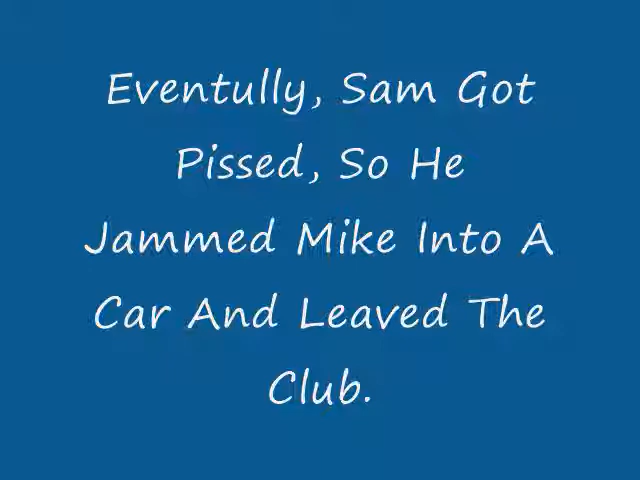 Eventully, Sam Got
Pissed, So He
Jammed Mike Into A
Car And Leaved The
Club.